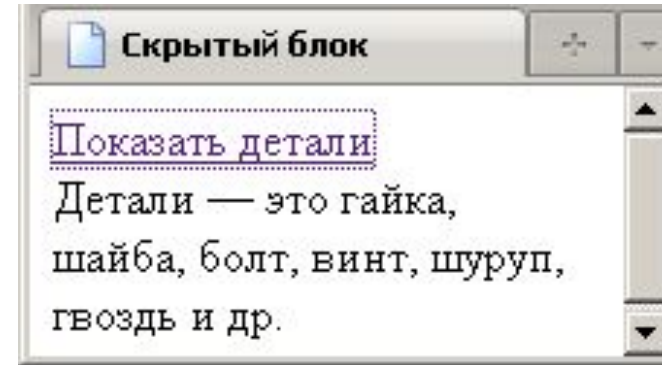 Скрытый блок
Показать детали
Детали — это гайка,
шайба, болт, винт, шуруп,
гвоздь и др.